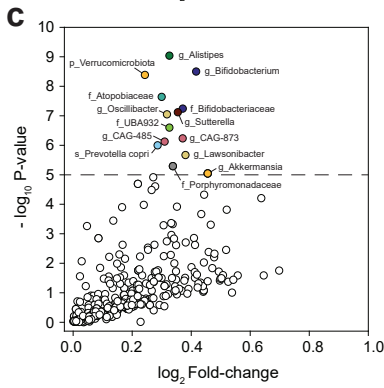 c
10
9
8
7
6
5
4
3
2
1
0
- log10 P-value
g_Alistipes
p_Verrucomicrobiota
g_Bifidobacterium
f_Atopobiaceae
g_Oscillibacter
f_Bifidobacteriaceae
g_Sutterella
f_UBA932
g_CAG-485
g_CAG-873
s_Prevotella copri
g_Lawsonibacter
g_Akkermansia
f_Porphyromonadaceae
0.0 0.2 0.4 0.6 0.8 1.0
log2 Fold-change